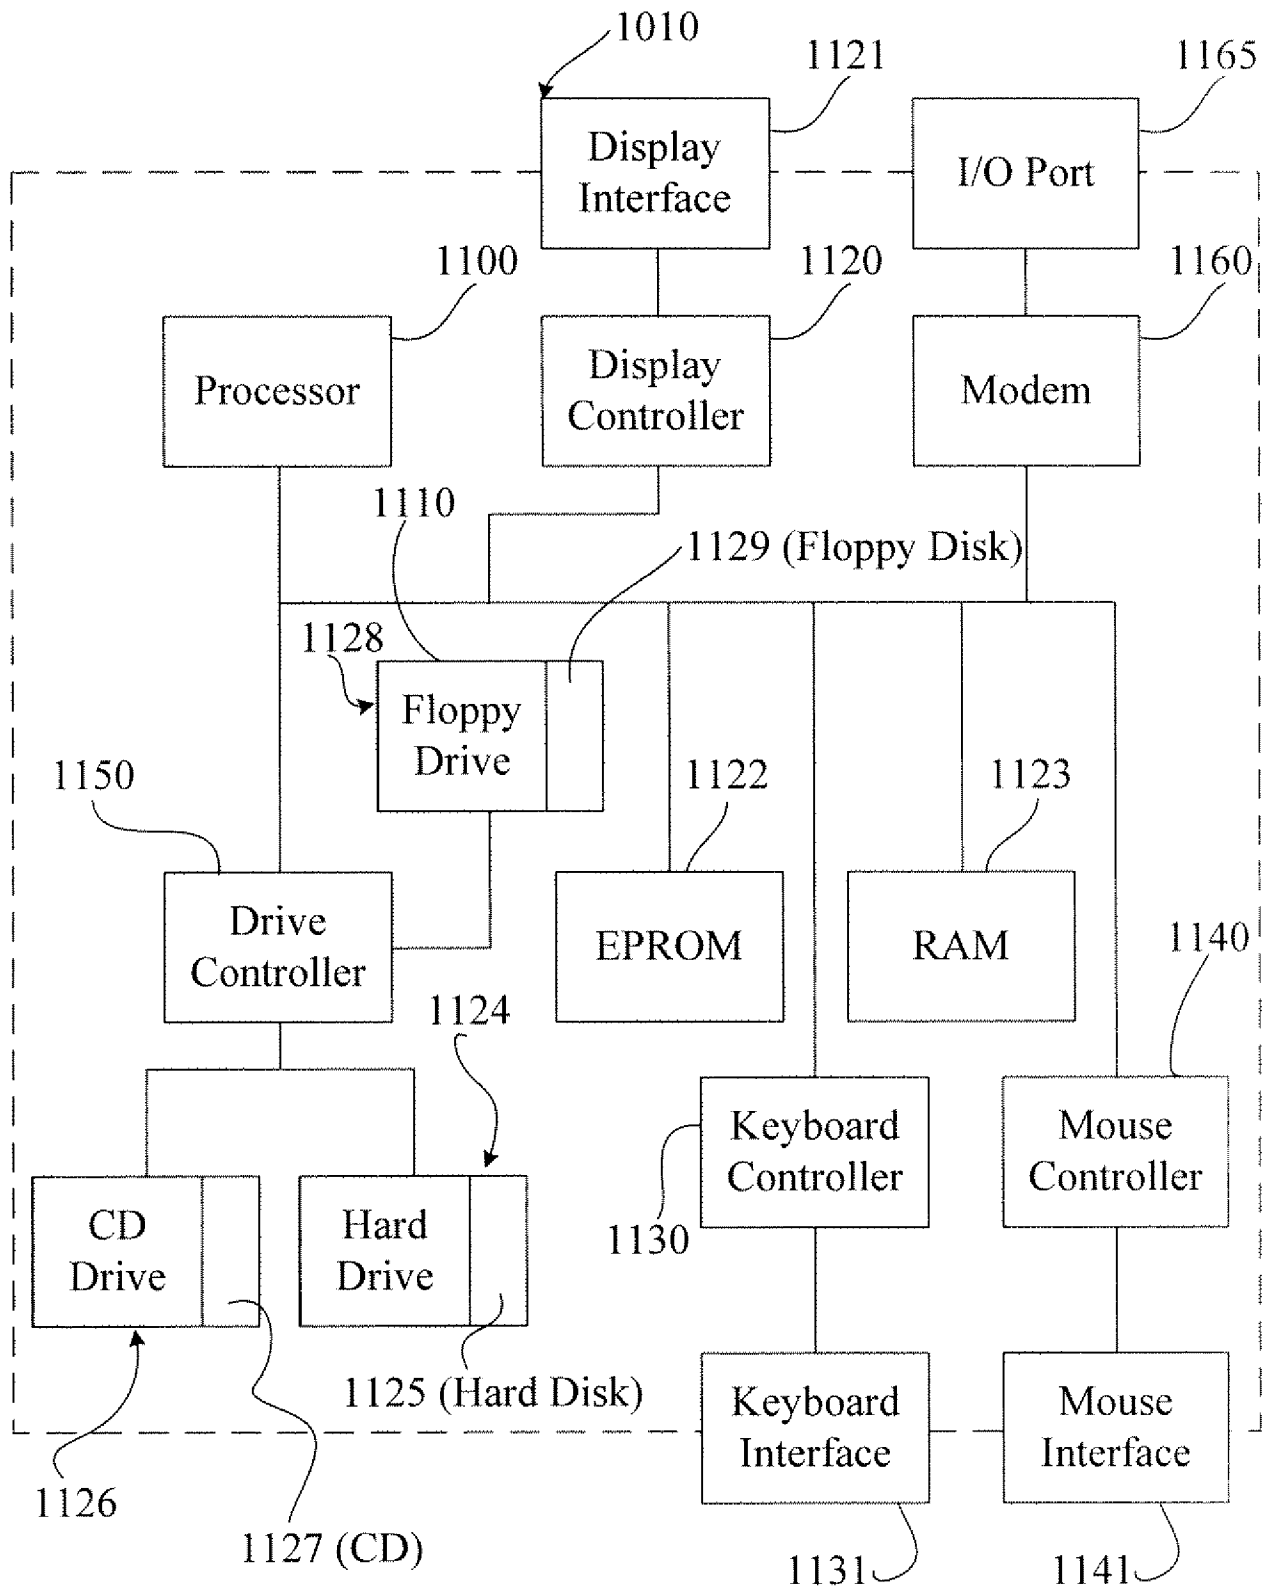 1010
1121
1165
Display
Interface
I/O Port
1100
1120
1160
Processor
Display
Controller
Modem
1110
1129 (Floppy Disk)
1128
Floppy
Drive
1150
1122
1123
Drive
Controller
EPROM
RAM
1140
1124
Keyboard
Controller
Mouse
Controller
CD
Drive
Hard
Drive
1130
1125 (Hard Disk)
Keyboard
Interface
Mouse
Interface
1126
1127 (CD)
1131
1141